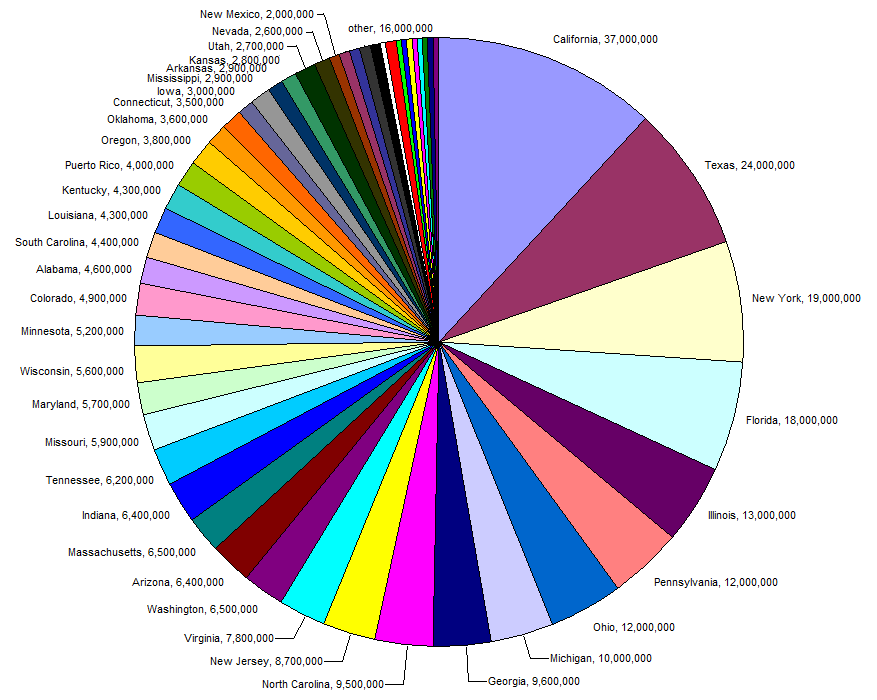 other, 16,000,000
California, 37,000,000
Texas, 24,000,000
New York, 19,000,000
Florida, 18,000,000
Illinois, 13,000,000
Pennsylvania, 12,000,000
Ohio, 12,000,000
Michigan, 10,000,000
Georgia, 9,600,000
North Carolina, 9,500,000
New Jersey, 8,700,000
Virginia, 7,800,000
Washington, 6,500,000
Arizona, 6,400,000
Massachusetts, 6,500,000
Indiana, 6,400,000
Tennessee, 6,200,000
Missouri, 5,900,000
Maryland, 5,700,000
Wisconsin, 5,600,000
Minnesota, 5,200,000
Colorado, 4,900,000
Alabama, 4,600,000
South Carolina, 4,400,000
Louisiana, 4,300,000
Kentucky, 4,300,000
Puerto Rico, 4,000,000
Oregon, 3,800,000
Oklahoma, 3,600,000
Connecticut, 3,500,000
Iowa, 3,000,000
Mississippi, 2,900,000
Arkansas, 2,900,000
Kansas, 2,800,000
Utah, 2,700,000
Nevada, 2,600,000
New Mexico, 2,000,000